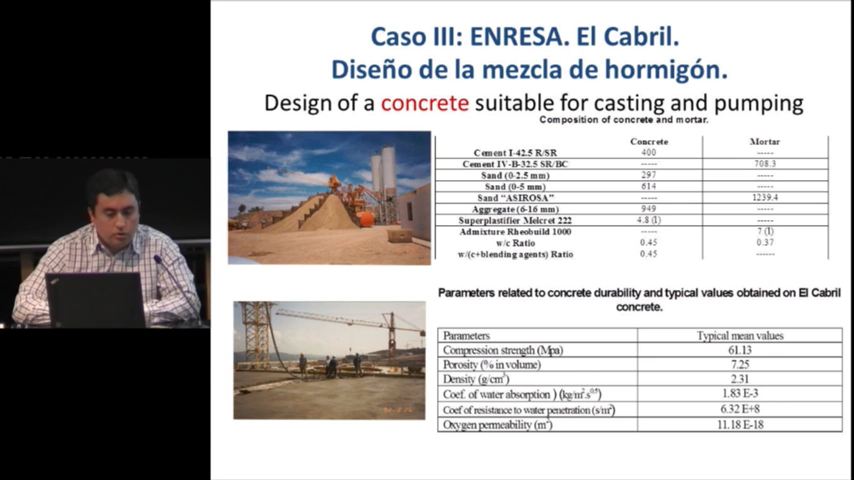 Caso III: ENRESA. El Cabril.
Diseño de la mezcla de hormigón.
Design of a concrete suitable for casting and pumping
Composition of concrete and mortar.
Concrete Mortar
Cement I-42.5 R/SR 400 -----
Cement IV-B-32.5 SR/BC ----- 708.3
Sand (0-2.5 mm) 297 -----
Sand (0-5 mm) 614 -----
Sand “ASIROSA” ----- 1239.4
Aggregate (6-16 mm) 949 -----
Superplastifier Melcret 222 4.8 (l) -----
Admixture Rheobuild 1000 ----- 7 (l)
w/c Ratio 0.45 0.37
w/(c+blending agents) Ratio 0.45 ------
Parameters related to concrete durability and typical values obtained on El Cabril
concrete.
Parameters Typical mean values
Compression strength (Mpa) 61.13
Porosity (% in volume) 7.25
Density (g/cm³) 2.31
Coef. of water absorption ) (kg/m².s⁰·⁵) 1.83 E-3
Coef of resistance to water penetration (s/m²) 6.32 E+8
Oxygen permeability (m²) 11.18 E-18